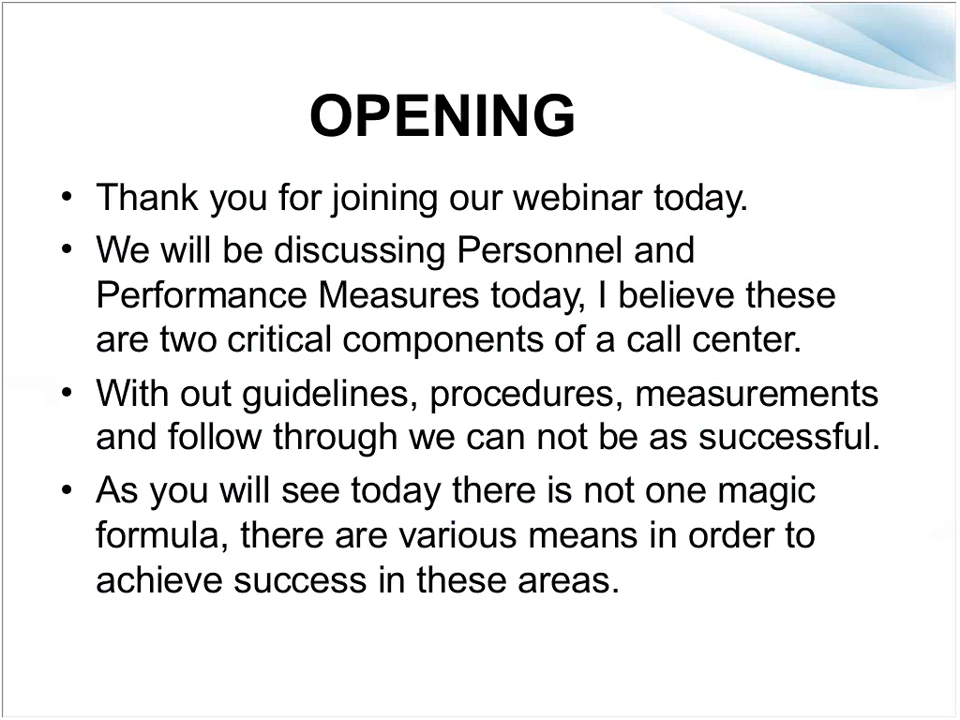 OPENING
• Thank you for joining our webinar today.
• We will be discussing Personnel and
Performance Measures today, I believe these
are two critical components of a call center.
• With out guidelines, procedures, measurements
and follow through we can not be as successful.
• As you will see today there is not one magic
formula, there are various means in order to
achieve success in these areas.